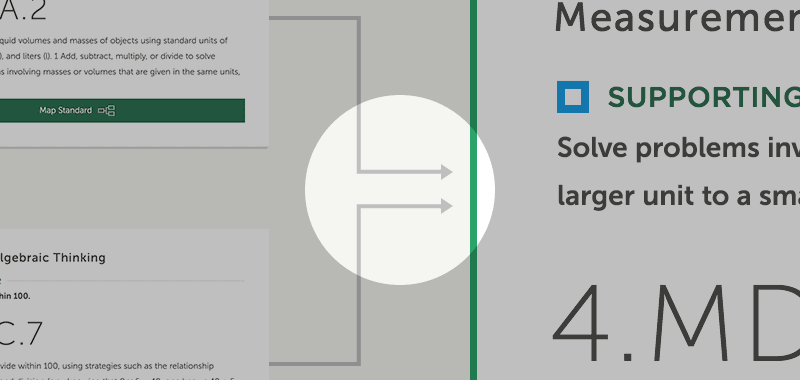 A.2
quid volumes and masses of objects using standard units of
), and liters (l). 1 Add, subtract, multiply, or divide to solve
s involving masses or volumes that are given in the same units,
Map Standard
lgebraic Thinking
hin 100.
C.7
vide within 100, using strategies such as the relationship
Measuremen
SUPPORTING
Solve problems inv
larger unit to a sma
4.MD